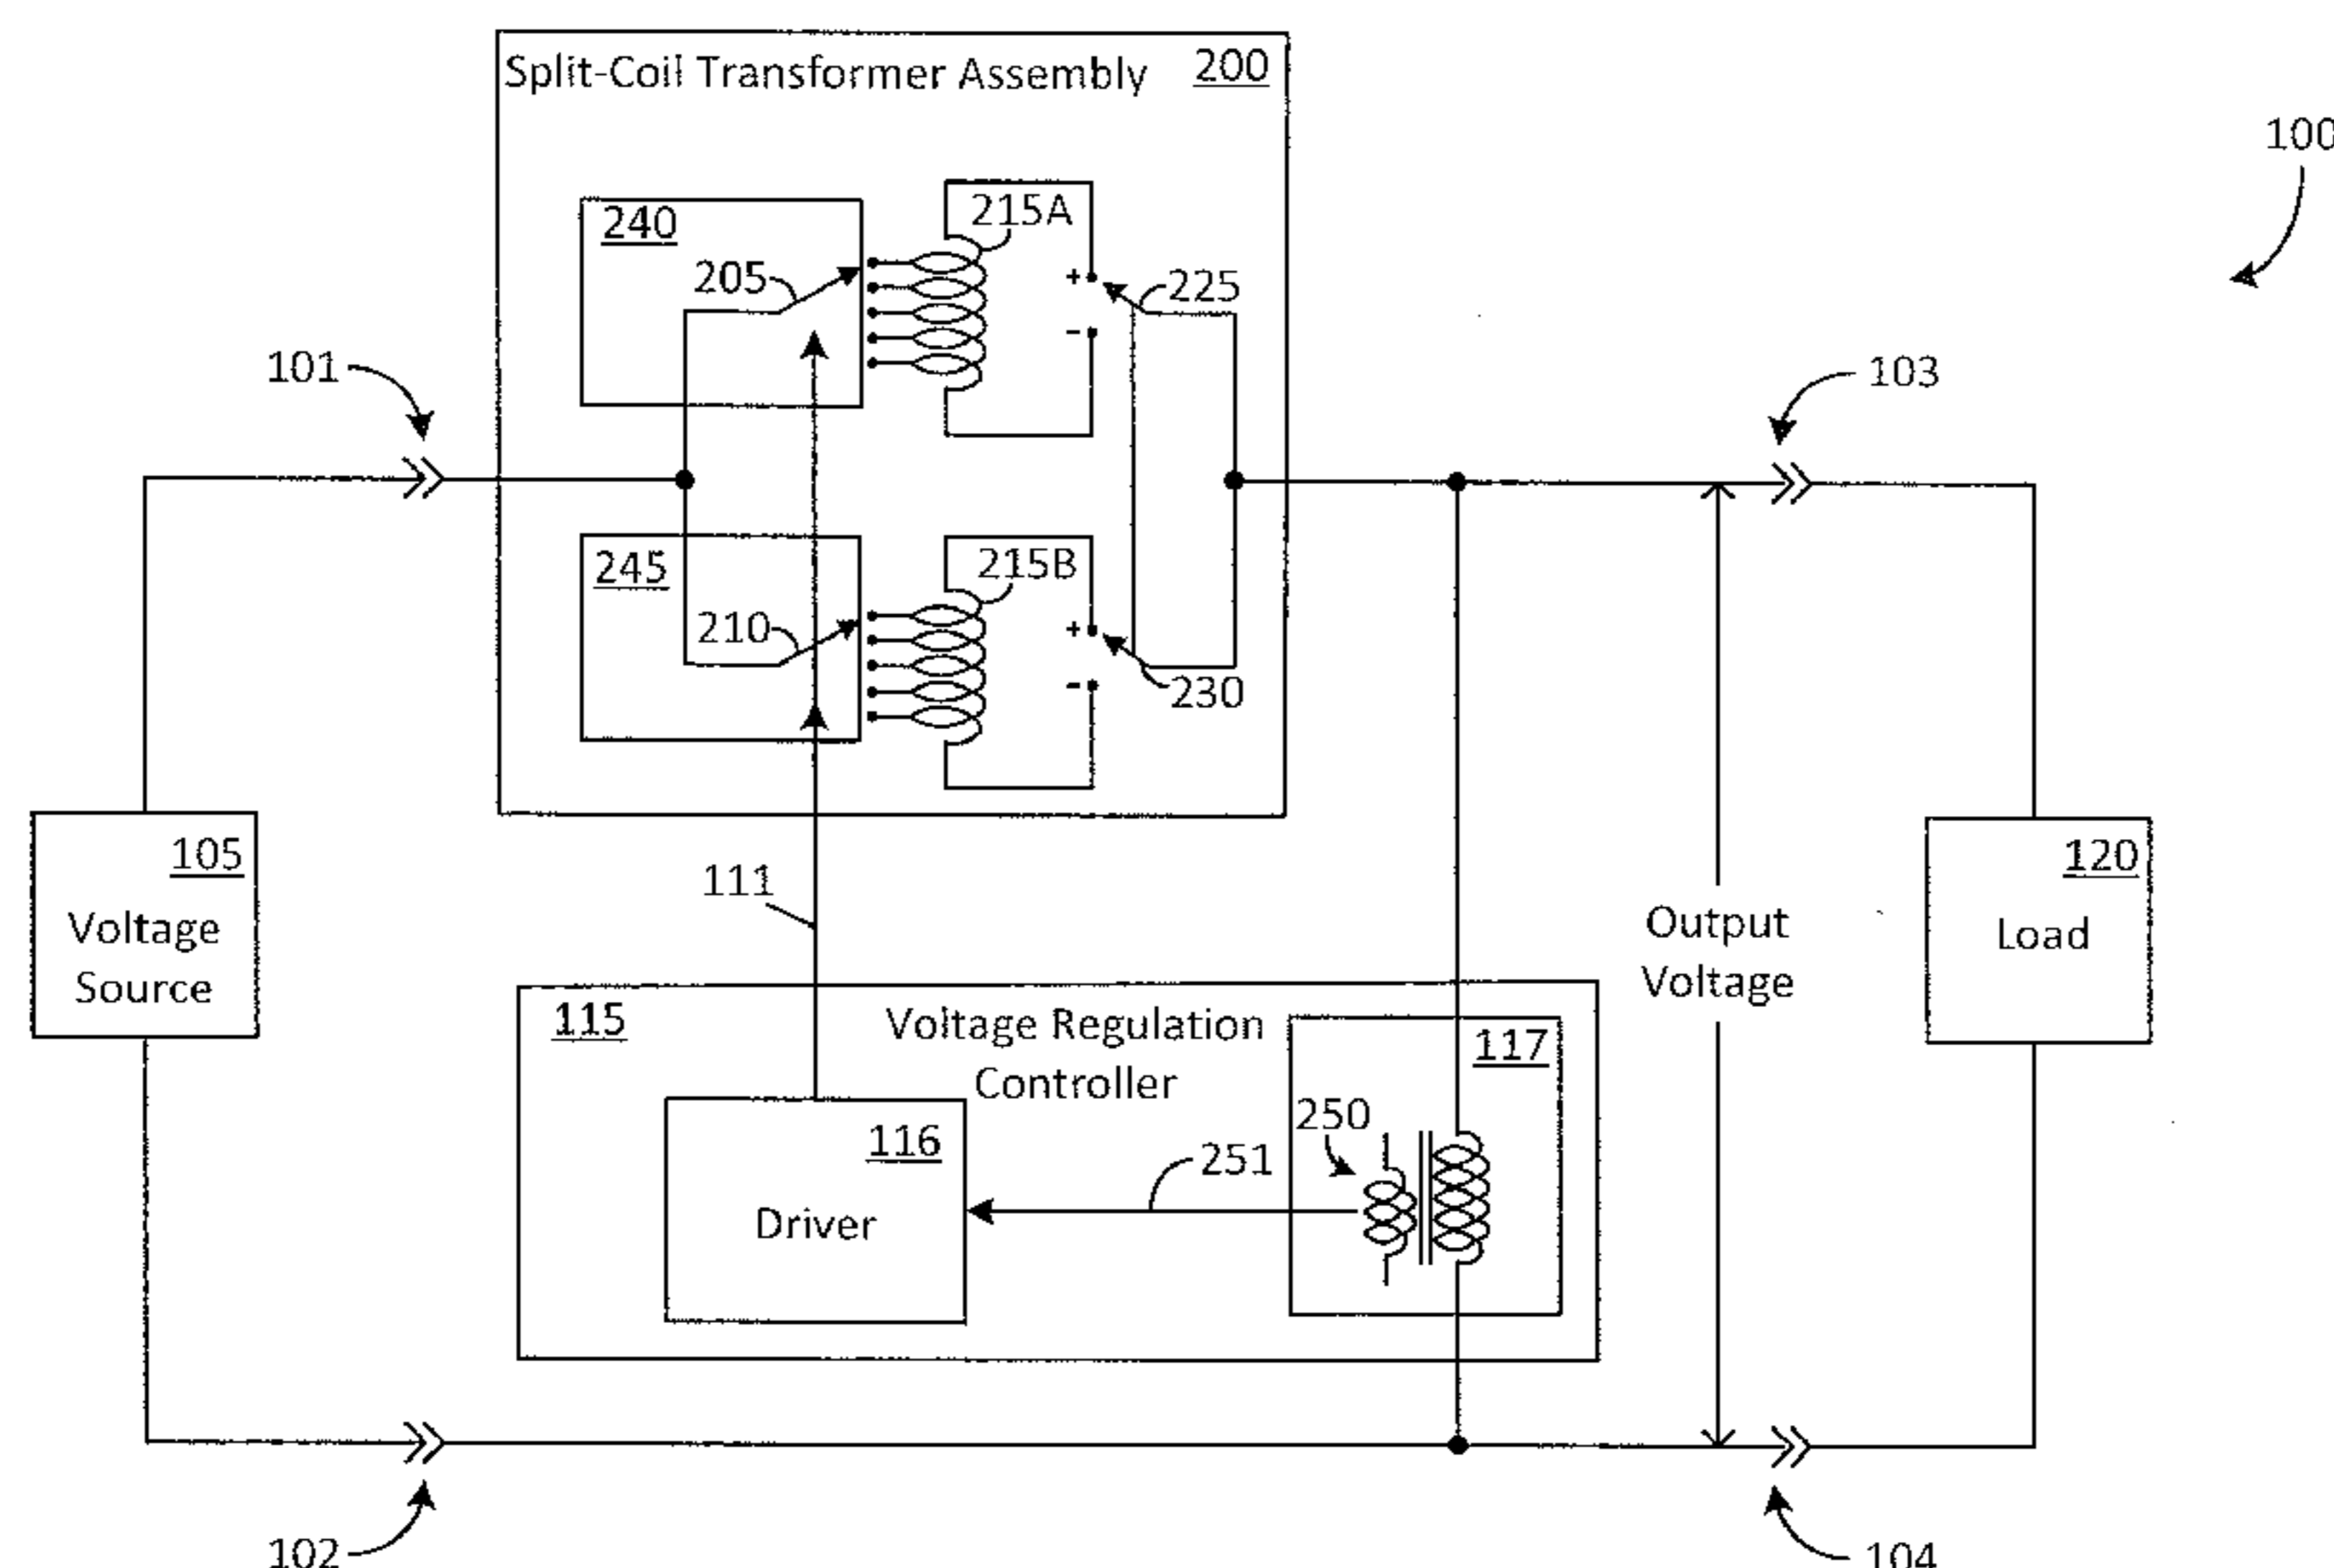 Split-Coil Transformer Assembly 200
100
240
215A
205
+
225
-
101
103
245
215B
210
+
230
-
111
105
Voltage
Source
120
Load
Output
Voltage
115
Voltage Regulation
Controller
117
250
116
Driver
251
102
104